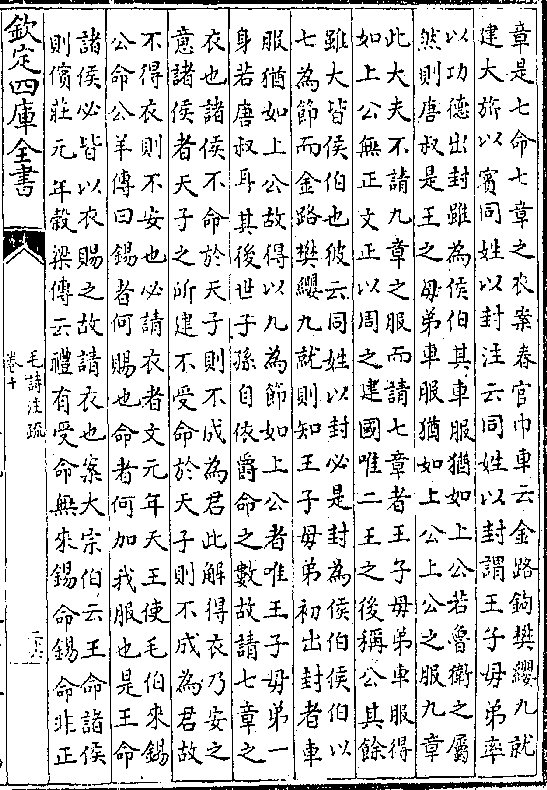 章是七命七章之衣案春官巾車云金路鉤樊纓九就
建大旂以賓同姓以封注云同姓以封謂王子母弟率
以功德出封雖為侯伯其車服猶如上公若魯衛之屬
然則唐叔是王之母弟車服猶如上公上公之服九章
此大夫不請九章之服而請七章者王子母弟車服得
如上公無正文正以周之建國唯二王之後稱公其餘
雖大皆侯伯也彼云同姓以封必是封為侯伯侯伯以
七為節而金路樊纓九就則知王子母弟初出封者車
服猶如上公故得以九為節如上公者唯王子母弟一
身若唐叔耳其後世子孫自依爵命之數故請七章之
衣也諸侯不命於天子則不成為君此解得衣乃安之
意諸侯者天子之所建不受命於天子則不成為君故
不得衣則不安也必請衣者文元年天王使毛伯來錫
公命公羊傳曰錫者何賜也命者何加我服也是王命
諸侯必皆以衣賜之故請衣也案大宗伯云王命諸侯
則儐莊元年穀梁傳云禮有受命無來錫命錫命非正
欽定四庫全書
毛詩注疏
卷十